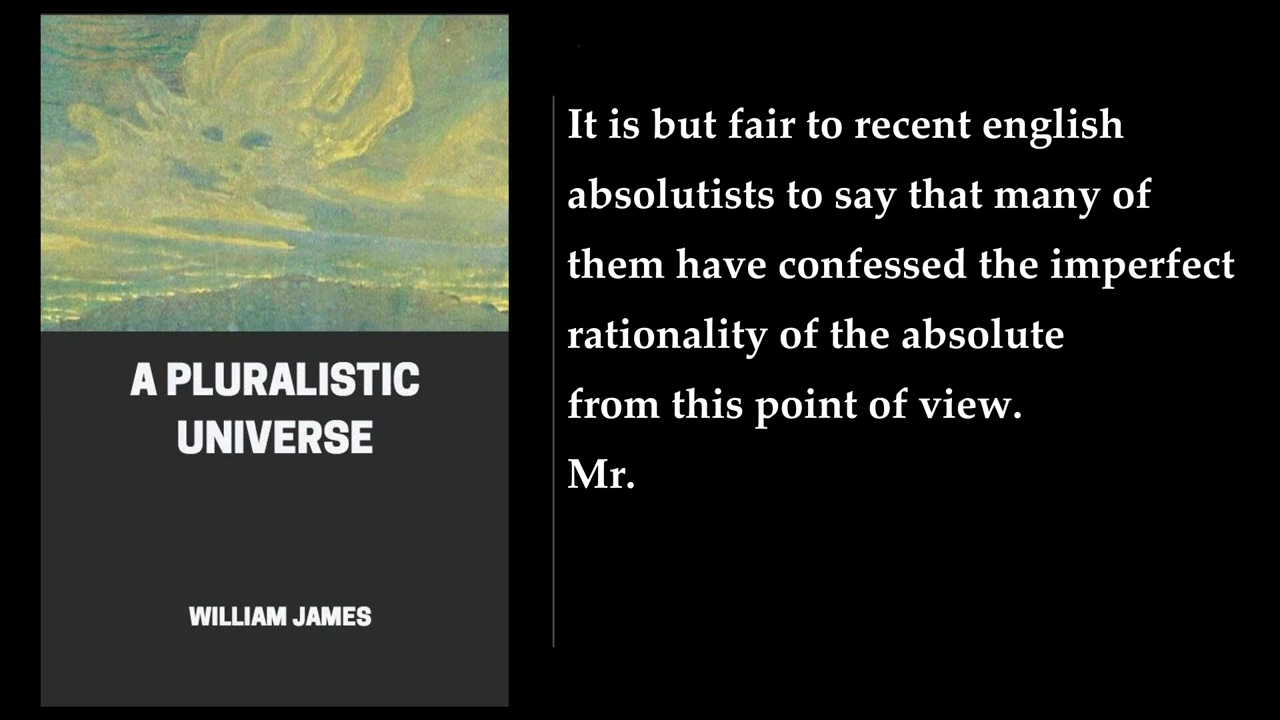 A PLURALISTIC
UNIVERSE
WILLIAM JAMES
It is but fair to recent english
absolutists to say that many of
them have confessed the imperfect
rationality of the absolute
from this point of view.
Mr.